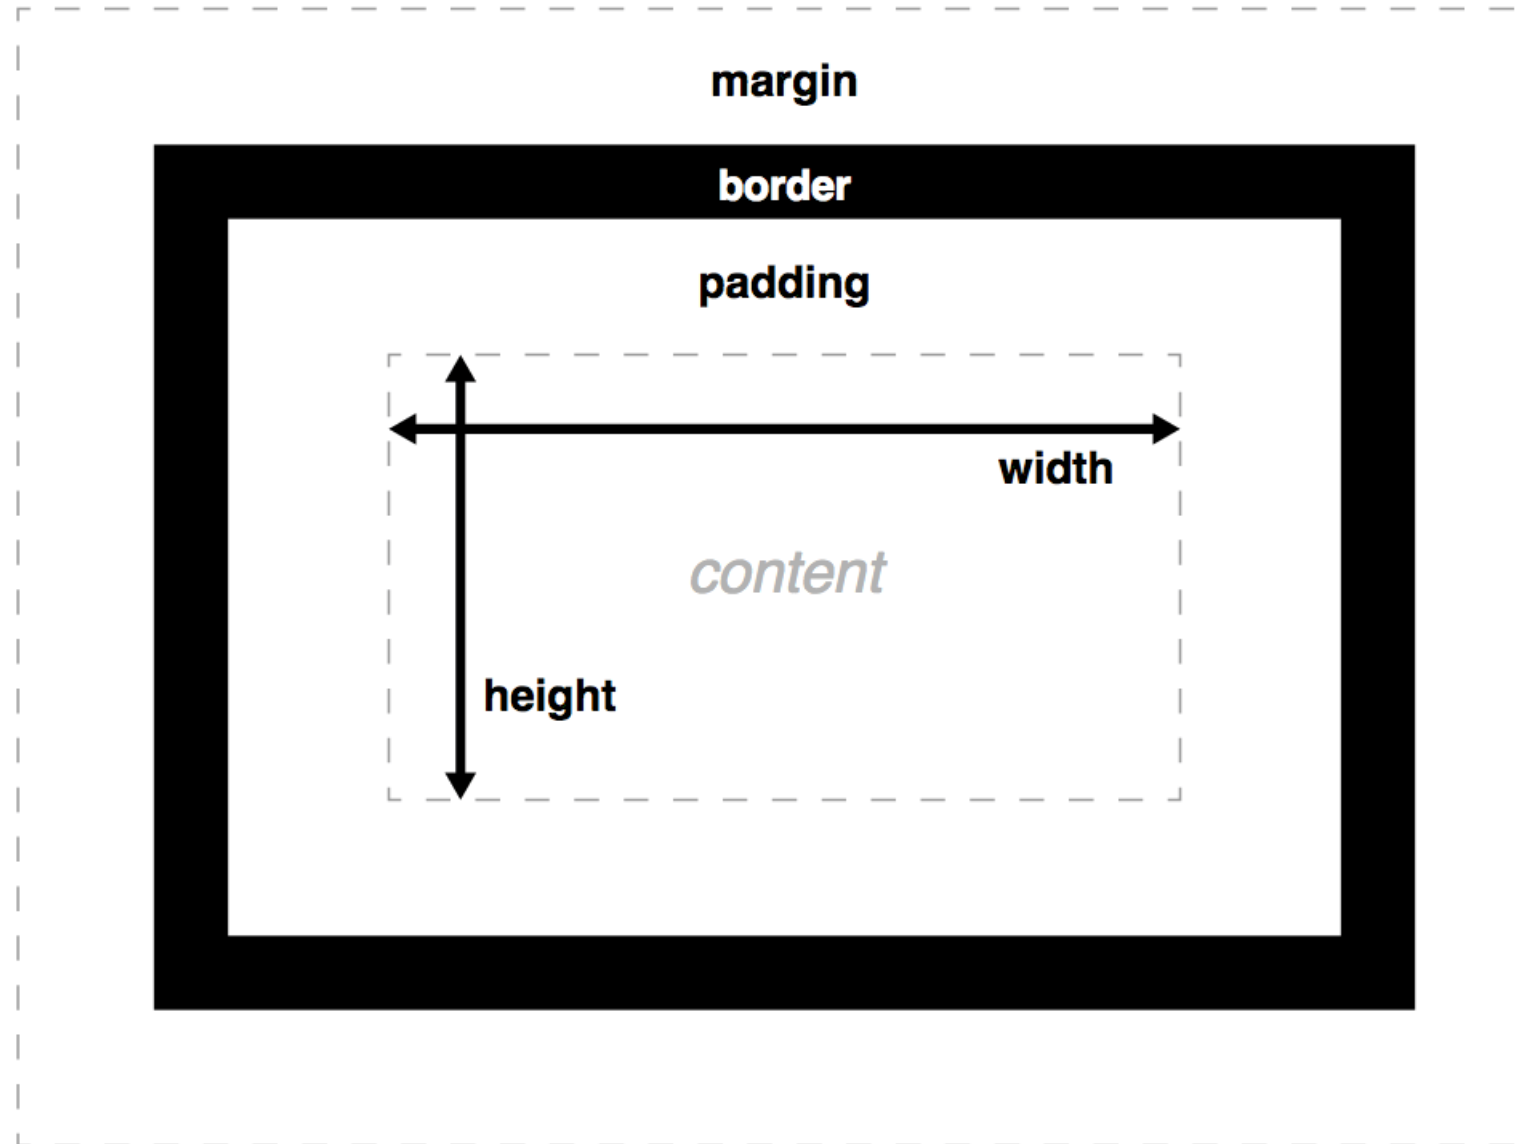 margin
border
padding
width
content
height